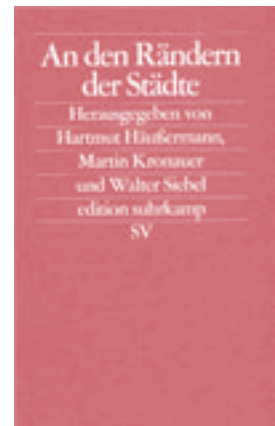 An den Rändern
der Städte
Herausgegeben von
Hartmut Häußermann,
Martin Kronauer
und Walter Siebel
edition suhrkamp
SV